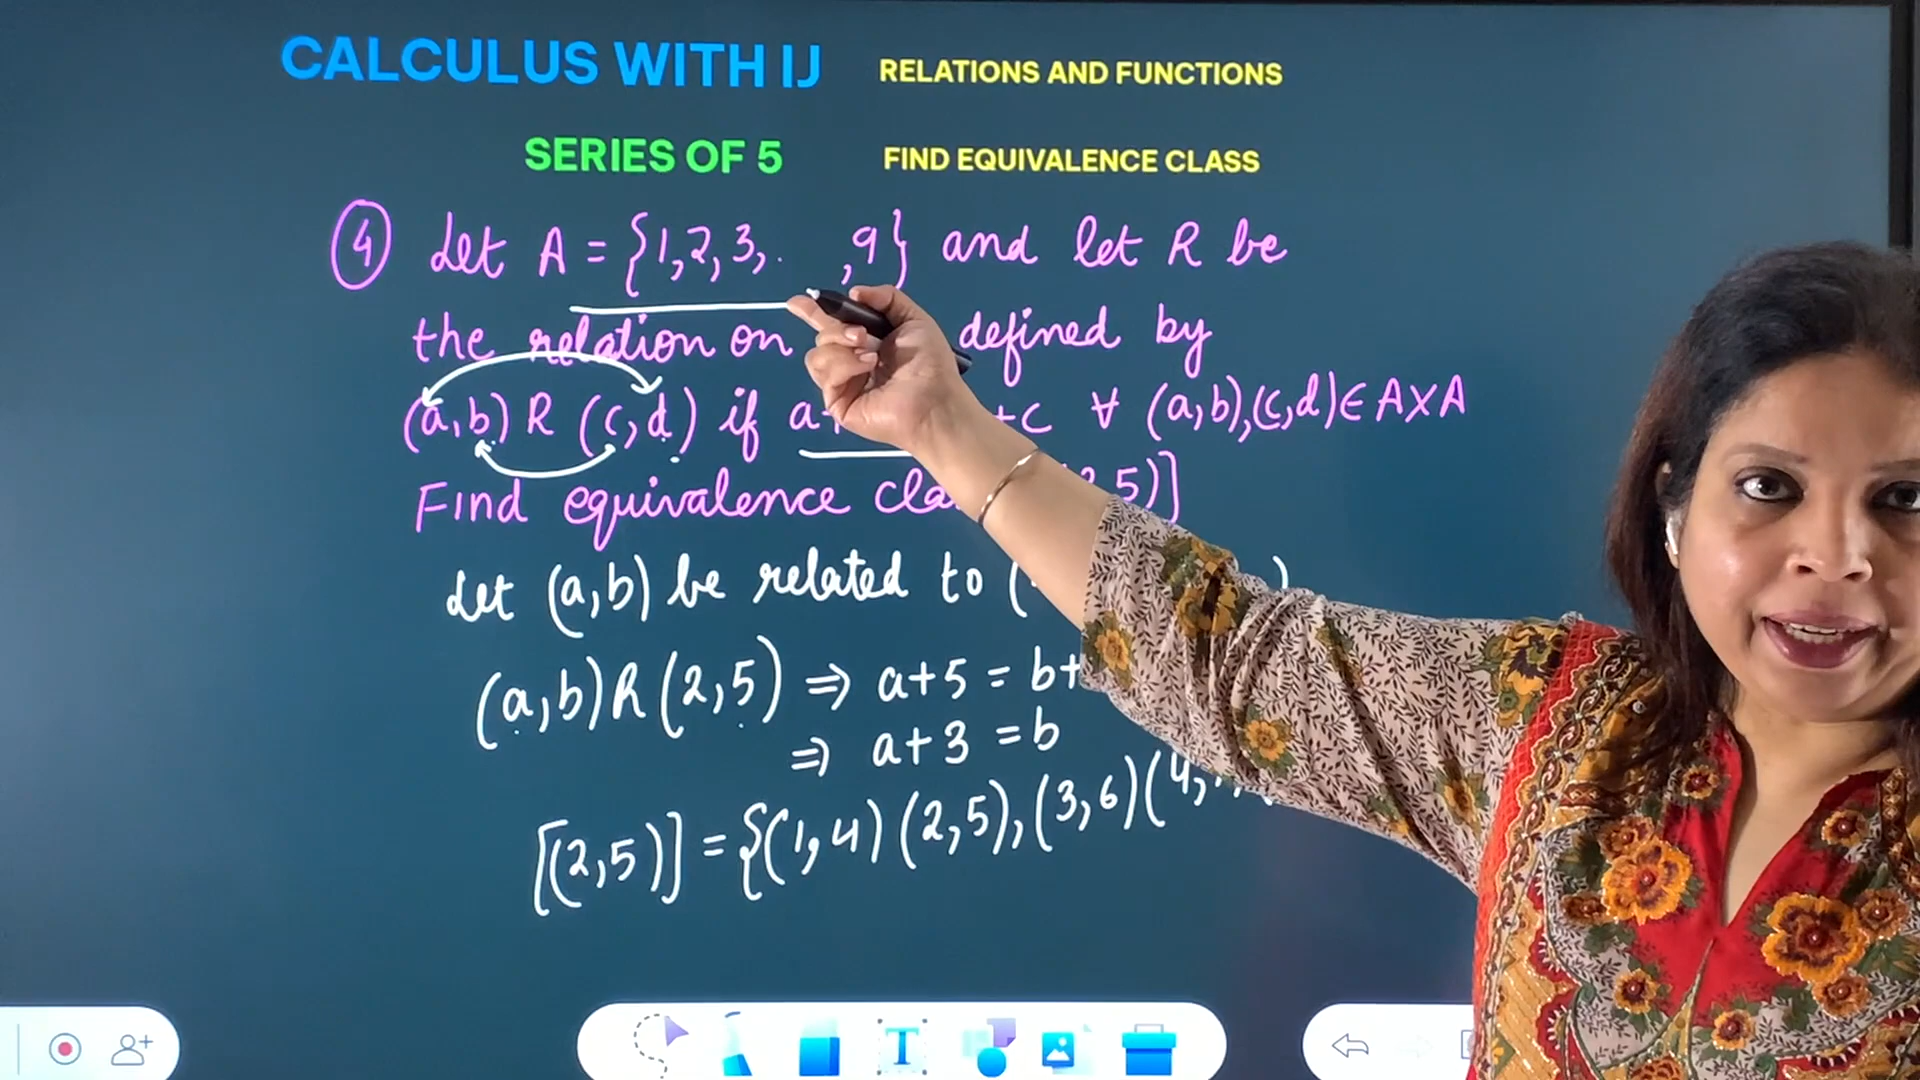 CALCULUS WITH IJ RELATIONS AND FUNCTIONS
SERIES OF 5 FIND EQUIVALENCE CLASS
④ Let A = {1,2,3,. ,9} and let R be
the relation on defined by
(a,b) R (c,d) if a+ +c ∀ (a,b),(c,d)∈ A×A
Find equivalence 5)]
Let (a,b) be related to (
(a,b) R (2,5) ⇒ a+5 = b+
⇒ a+3 = b
[(2,5)] = {(1,4) (2,5), (3,6) (4,
T